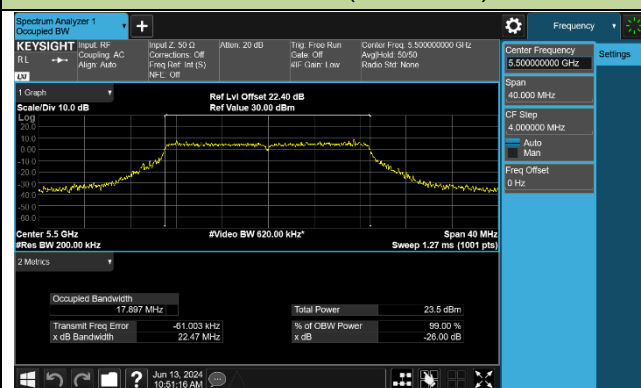 Spectrum Analyzer 1
Occupied BW
Frequency
KEYSIGHT
RL
LXI
Input: RF
Coupling: AC
Align: Auto
Input Z: 50 Ω
Corrections: Off
Freq Ref: Int (S)
NFE: Off
Atten: 20 dB
Trig: Free Run
Gate: Off
#IF Gain: Low
Center Freq: 5.500000000 GHz
Avg|Hold: 50/50
Radio Std: None
Center Frequency
5.500000000 GHz
Settings
Span
40.000 MHz
CF Step
4.000000 MHz
Auto
Man
Freq Offset
0 Hz
1 Graph
Scale/Div 10.0 dB
Ref Lvl Offset 22.40 dB
Ref Value 30.00 dBm
Log
20.0
10.0
0.00
-10.0
-20.0
-30.0
-40.0
-50.0
-60.0
Center 5.5 GHz
#Video BW 620.00 kHz*
Span 40 MHz
#Res BW 200.00 kHz
Sweep 1.27 ms (1001 pts)
2 Metrics
Occupied Bandwidth
17.897 MHz
Total Power 23.5 dBm
Transmit Freq Error -61.003 kHz
% of OBW Power 99.00 %
x dB Bandwidth 22.47 MHz
x dB -26.00 dB
Jun 13, 2024
10:51:16 AM